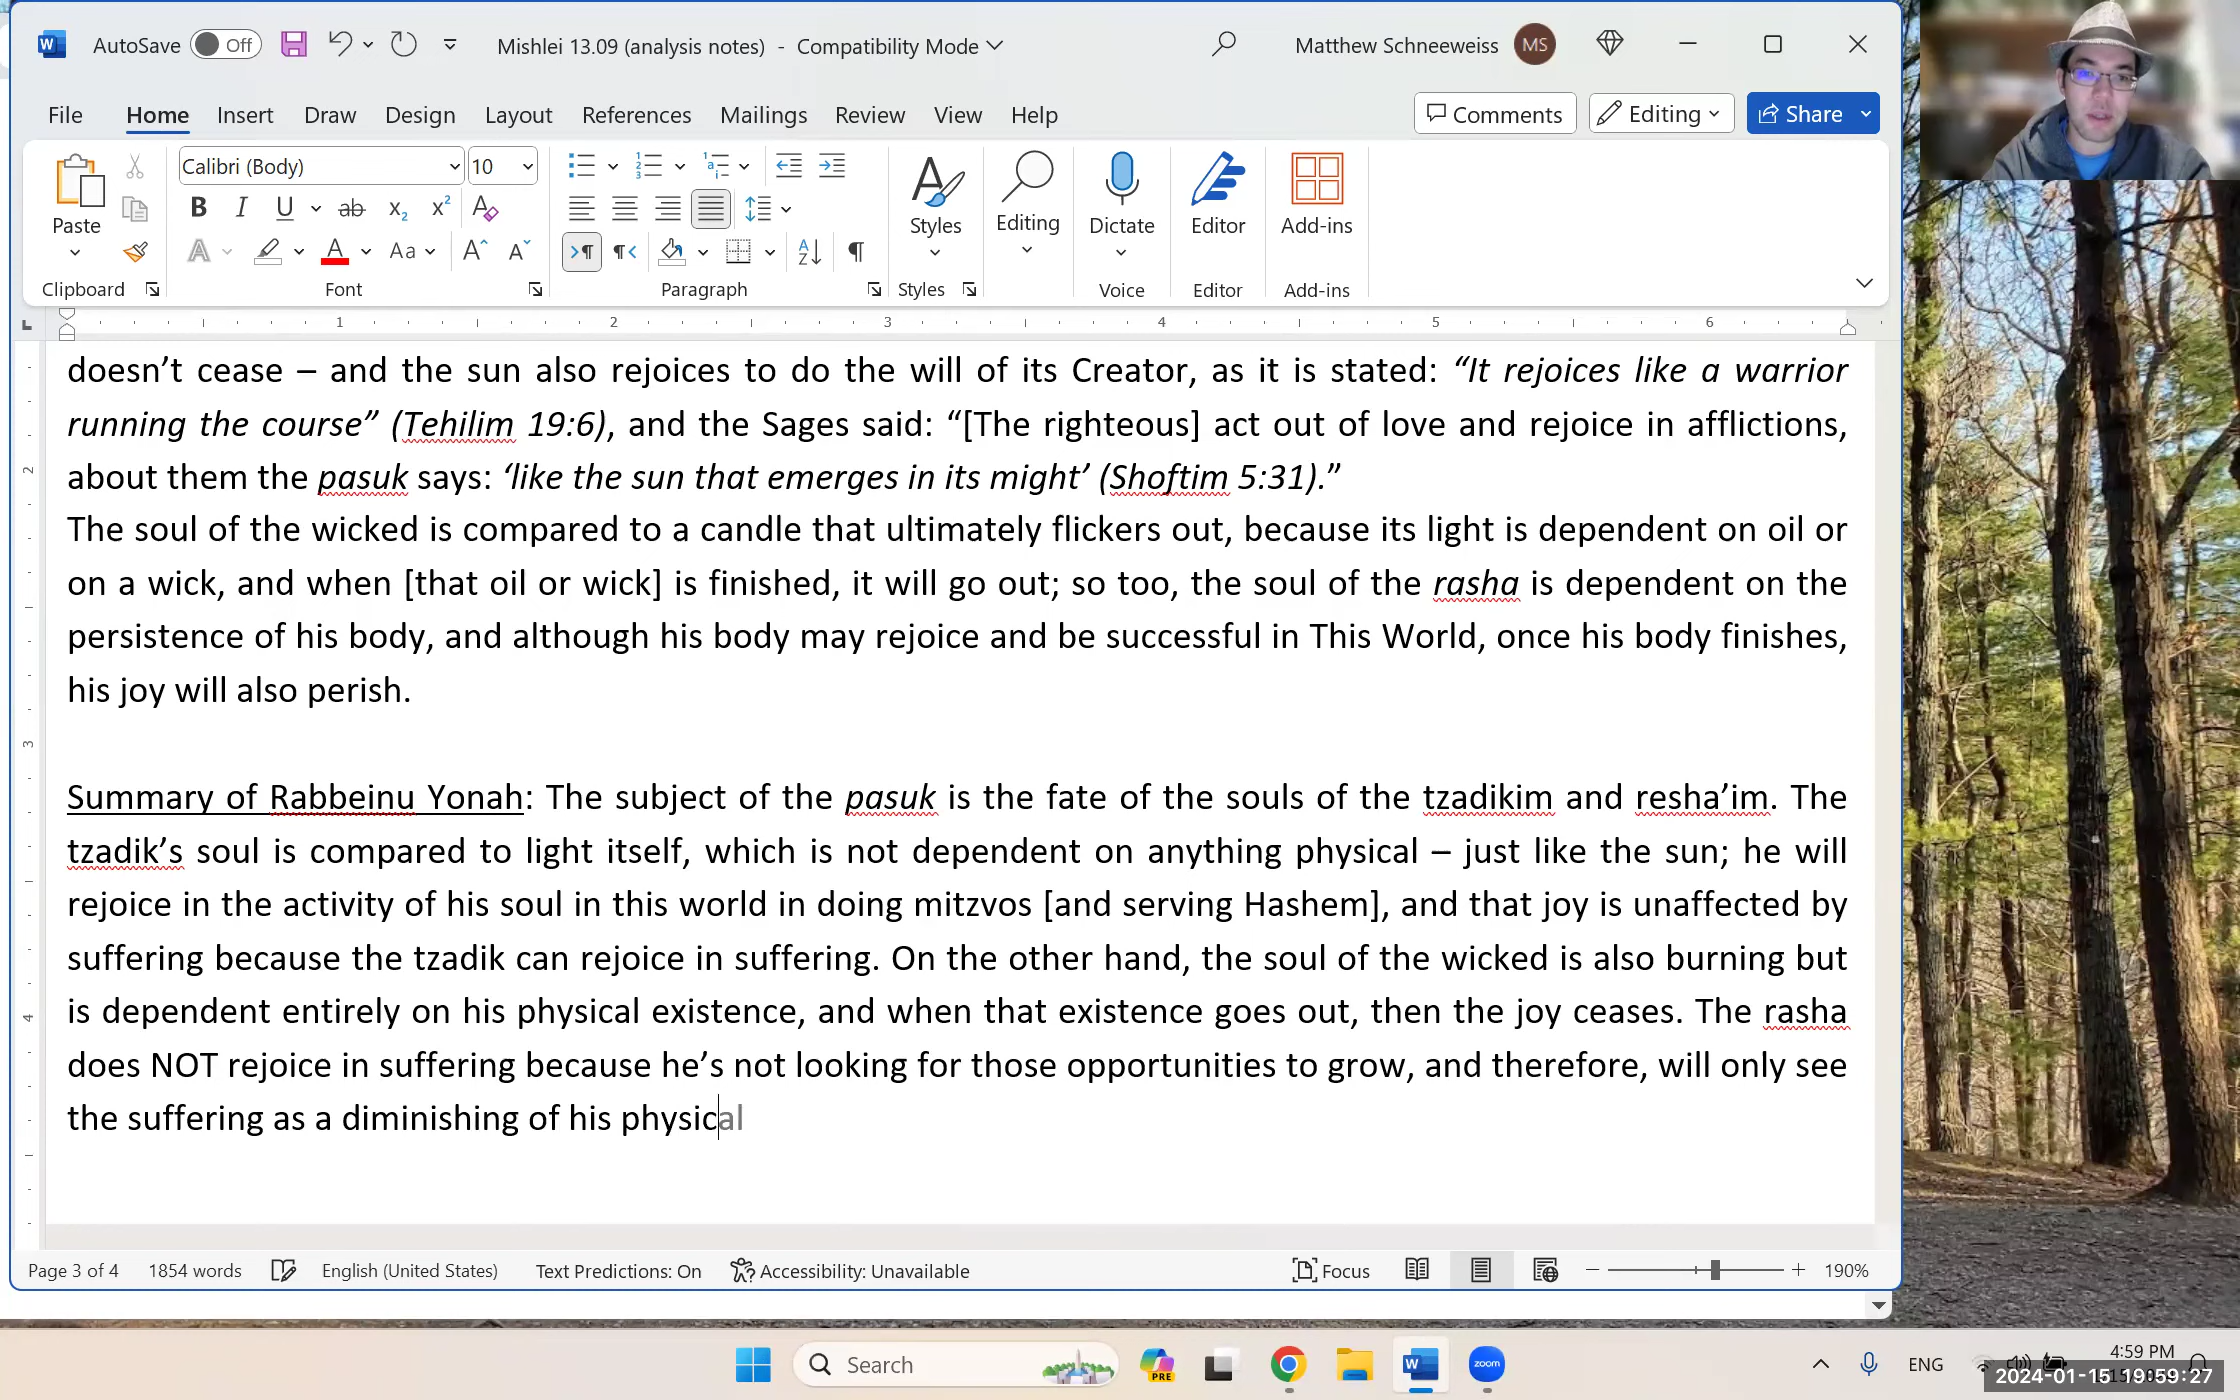 AutoSave Off Mishlei 13.09 (analysis notes) - Compatibility Mode Matthew Schneeweiss MS
File Home Insert Draw Design Layout References Mailings Review View Help Comments Editing Share
Calibri (Body) 10
Paste
Styles
Editing
Dictate
Editor
Add-ins
Clipboard Font Paragraph Styles Voice Editor Add-ins
1 2 3 4 5 6
doesn’t cease – and the sun also rejoices to do the will of its Creator, as it is stated: “It rejoices like a warrior
running the course” (Tehilim 19:6), and the Sages said: “[The righteous] act out of love and rejoice in afflictions,
about them the pasuk says: ‘like the sun that emerges in its might’ (Shoftim 5:31).”
The soul of the wicked is compared to a candle that ultimately flickers out, because its light is dependent on oil or
on a wick, and when [that oil or wick] is finished, it will go out; so too, the soul of the rasha is dependent on the
persistence of his body, and although his body may rejoice and be successful in This World, once his body finishes,
his joy will also perish.
Summary of Rabbeinu Yonah: The subject of the pasuk is the fate of the souls of the tzadikim and resha’im. The
tzadik’s soul is compared to light itself, which is not dependent on anything physical – just like the sun; he will
rejoice in the activity of his soul in this world in doing mitzvos [and serving Hashem], and that joy is unaffected by
suffering because the tzadik can rejoice in suffering. On the other hand, the soul of the wicked is also burning but
is dependent entirely on his physical existence, and when that existence goes out, then the joy ceases. The rasha
does NOT rejoice in suffering because he’s not looking for those opportunities to grow, and therefore, will only see
the suffering as a diminishing of his physical
2
3
4
Page 3 of 4 1854 words English (United States) Text Predictions: On Accessibility: Unavailable Focus 190%
Search PRE zoom ENG 4:59 PM
2024-01-15 19:59:27